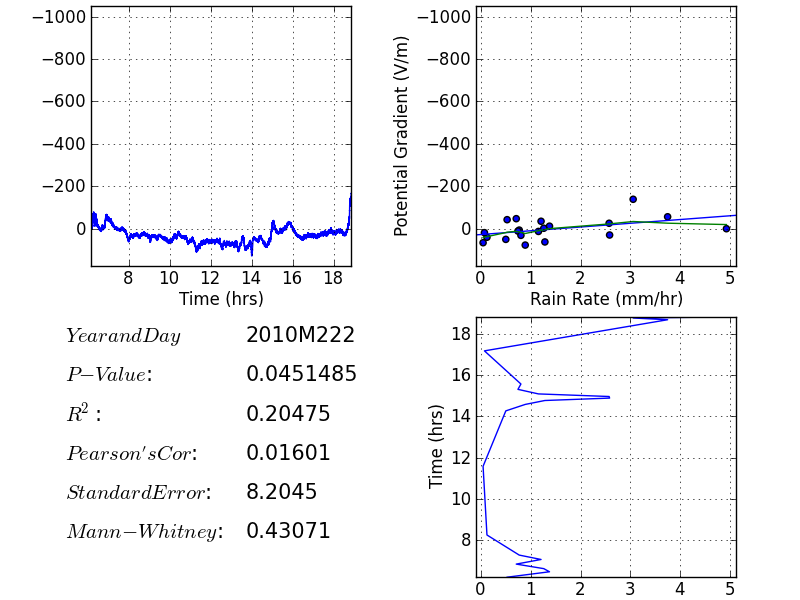 −1000
−800
−600
−400
−200
0
8 10 12 14 16 18
Time (hrs)
Potential Gradient (V/m)
−1000
−800
−600
−400
−200
0
0 1 2 3 4 5
Rain Rate (mm/hr)
YearandDay 2010M222
P−Value: 0.0451485
R² : 0.20475
Pearson'sCor: 0.01601
StandardError: 8.2045
Mann−Whitney: 0.43071
Time (hrs)
18
16
14
12
10
8
0 1 2 3 4 5